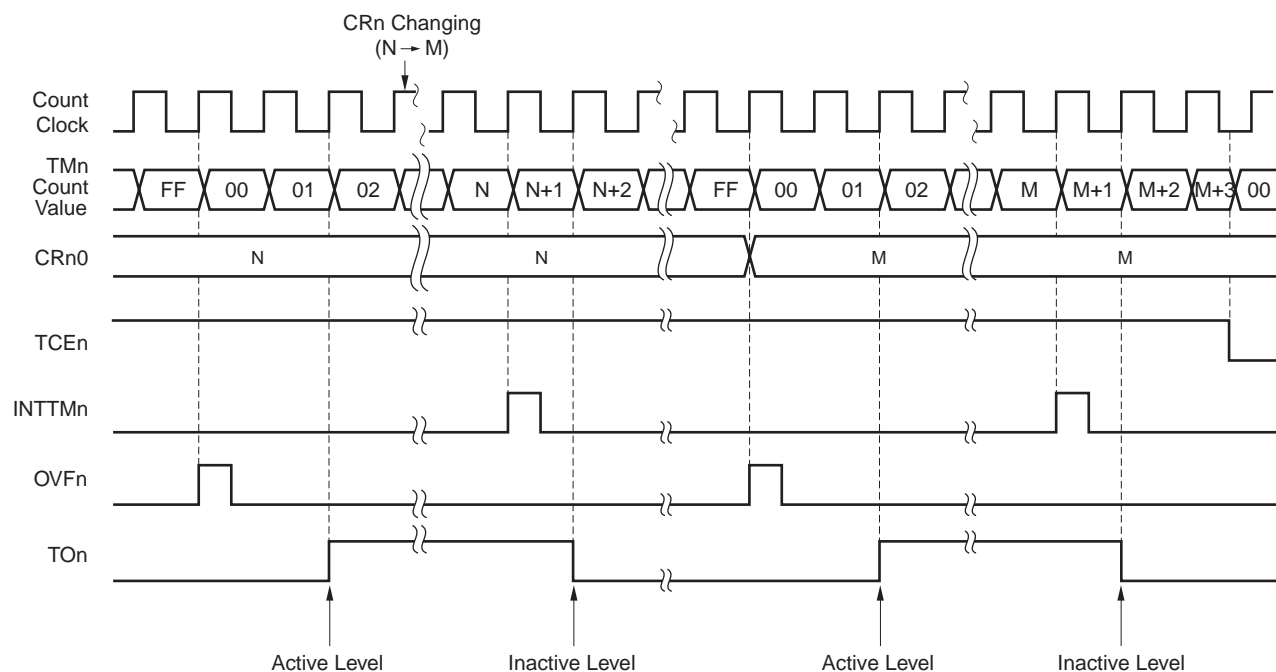 CRn Changing
(N → M)
Count
Clock
TMn
Count
Value
FF 00 01 02 N N+1 N+2 FF 00 01 02 M M+1 M+2 M+3 00
CRn0
N N M M
TCEn
INTTMn
OVFn
TOn
Active Level Inactive Level Active Level Inactive Level